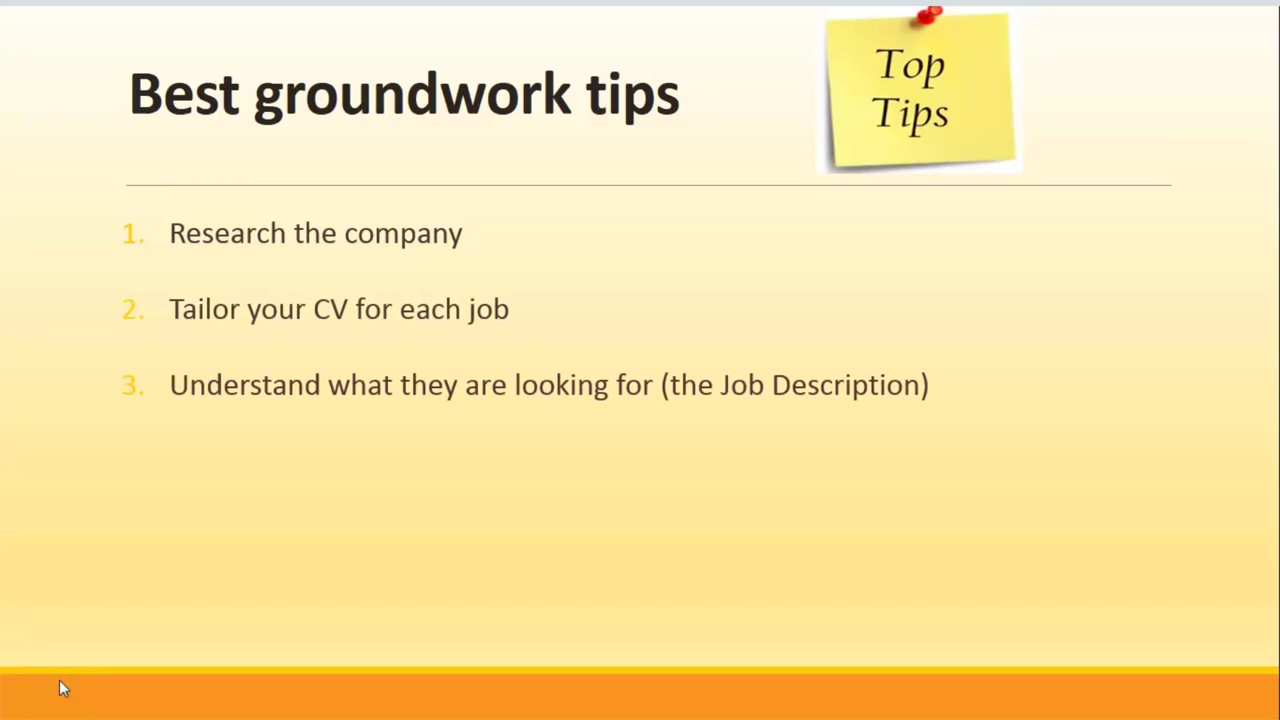 Best groundwork tips
Top
Tips
1. Research the company
2. Tailor your CV for each job
3. Understand what they are looking for (the Job Description)